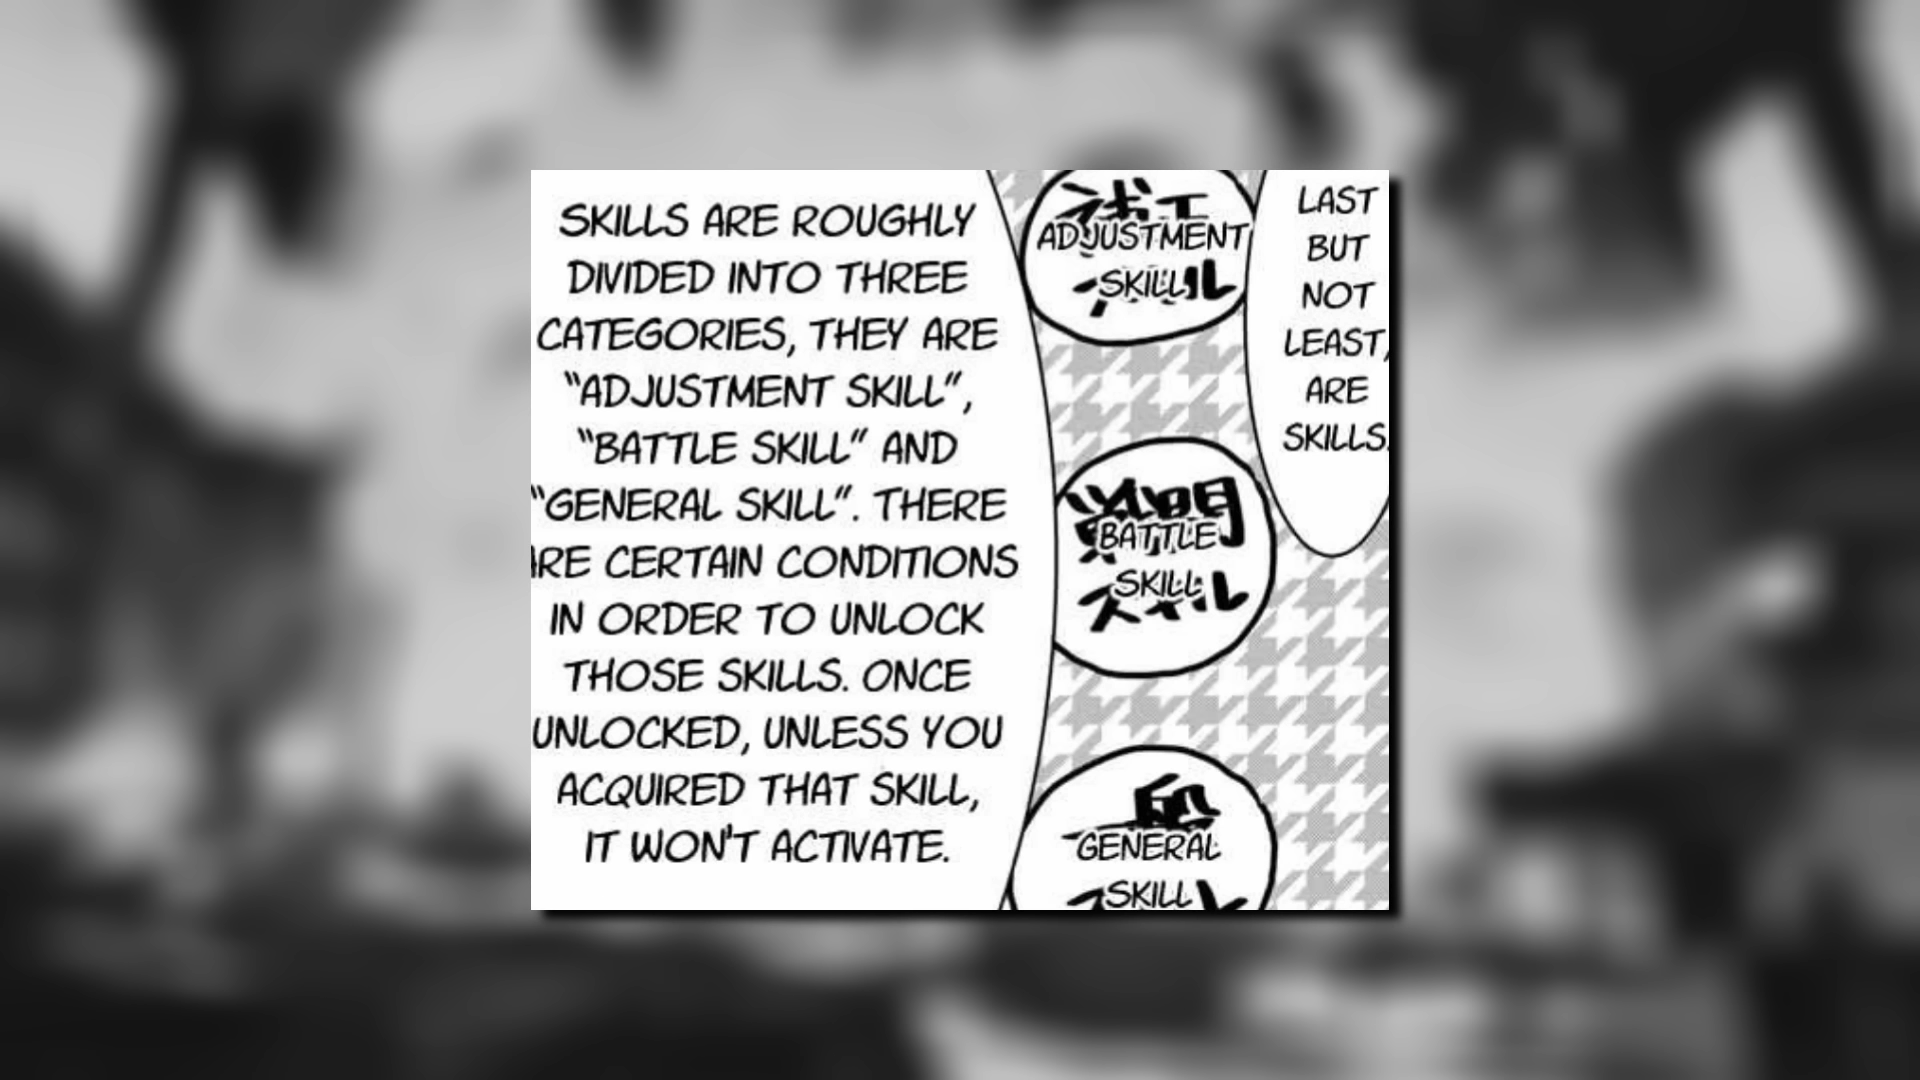 LAST
BUT
NOT
LEAST,
ARE
SKILLS.
ADJUSTMENT
SKILL
BATTLE
SKILL
GENERAL
SKILL
SKILLS ARE ROUGHLY
DIVIDED INTO THREE
CATEGORIES, THEY ARE
“ADJUSTMENT SKILL”,
“BATTLE SKILL” AND
“GENERAL SKILL”. THERE
ARE CERTAIN CONDITIONS
IN ORDER TO UNLOCK
THOSE SKILLS. ONCE
UNLOCKED, UNLESS YOU
ACQUIRED THAT SKILL,
IT WON'T ACTIVATE.